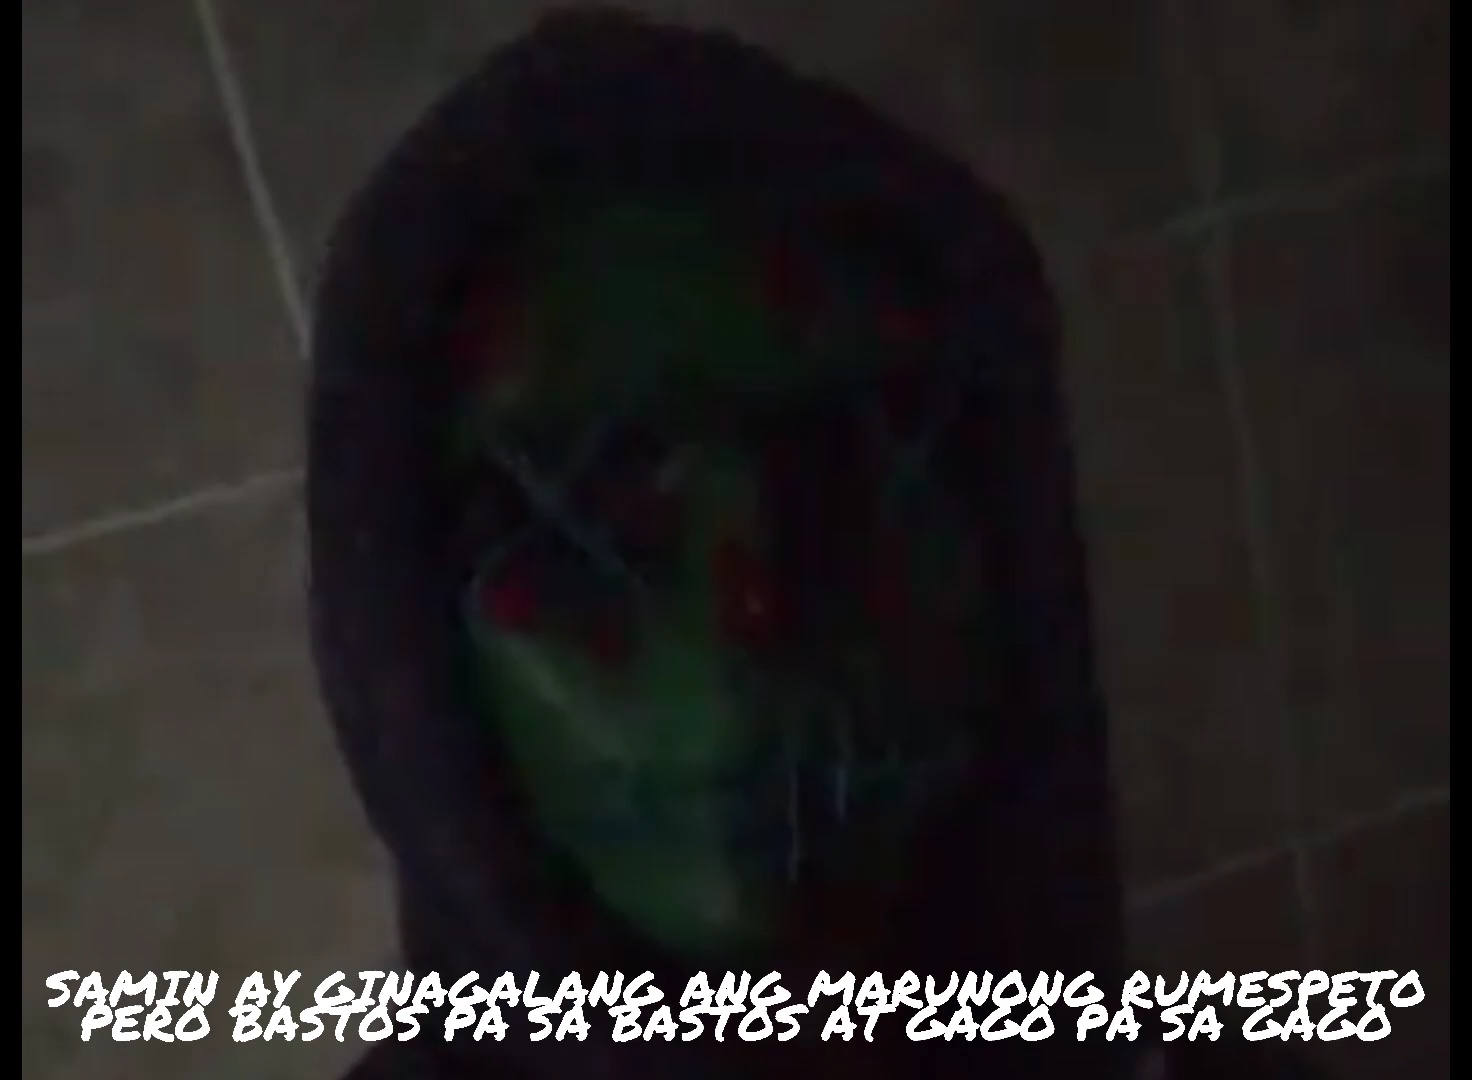 SAMIN AY GINAGALANG ANG MARUNONG RUMESPETO
PERO BASTOS PA SA BASTOS AT GAGO PA SA GAGO